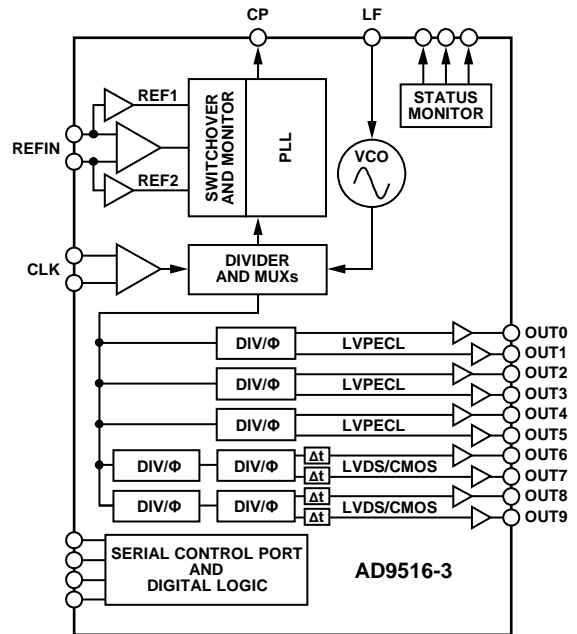 CP
LF
REF1
STATUS
MONITOR
REFIN
SWITCHOVER
AND MONITOR
PLL
VCO
REF2
CLK
DIVIDER
AND MUXs
DIV/Φ
LVPECL
OUT0
OUT1
DIV/Φ
LVPECL
OUT2
OUT3
DIV/Φ
LVPECL
OUT4
OUT5
DIV/Φ
DIV/Φ
Δt
Δt
LVDS/CMOS
OUT6
OUT7
DIV/Φ
DIV/Φ
Δt
Δt
LVDS/CMOS
OUT8
OUT9
SERIAL CONTROL PORT
AND
DIGITAL LOGIC
AD9516-3